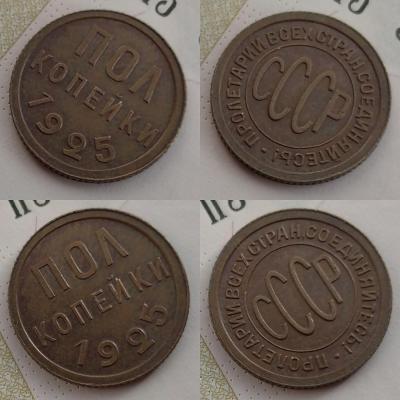 ПОЛ
КОПЕЙКИ
1925
ПРОЛЕТАРИИ ВСЕХ СТРАН, СОЕДИНЯЙТЕСЬ!
СССР
ПОЛ
КОПЕЙКИ
1925
ПРОЛЕТАРИИ ВСЕХ СТРАН, СОЕДИНЯЙТЕСЬ!
СССР